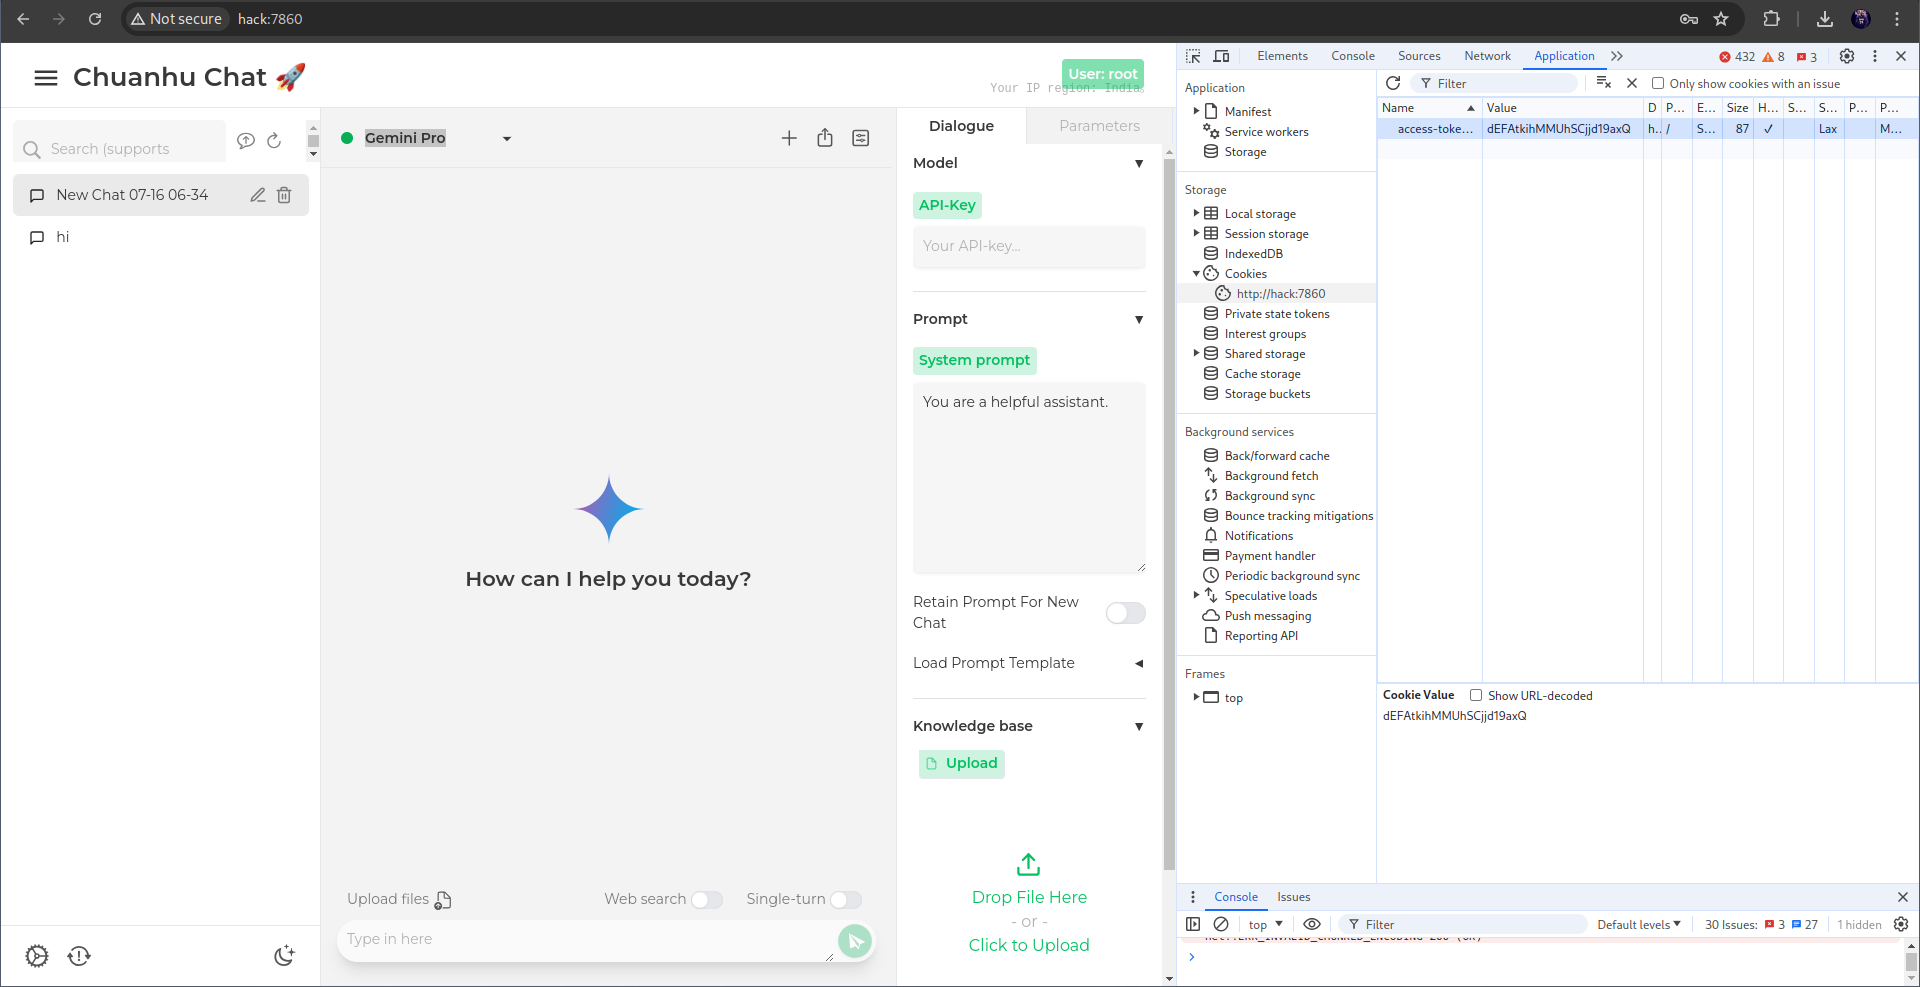 Not secure
hack:7860
Chuanhu Chat 🚀
User: root
Your IP region: India.
Search (supports
New Chat 07-16 06-34
hi
Gemini Pro
How can I help you today?
Upload files
Web search
Single-turn
Type in here
Dialogue
Parameters
Model
▼
API-Key
Your API-key...
Prompt
▼
System prompt
You are a helpful assistant.
Retain Prompt For New
Chat
Load Prompt Template
◀
Knowledge base
▼
Upload
Drop File Here
- or -
Click to Upload
Elements
Console
Sources
Network
Application
432
8
3
Application
Manifest
Service workers
Storage
Storage
Local storage
Session storage
IndexedDB
Cookies
http://hack:7860
Private state tokens
Interest groups
Shared storage
Cache storage
Storage buckets
Background services
Back/forward cache
Background fetch
Background sync
Bounce tracking mitigations
Notifications
Payment handler
Periodic background sync
Speculative loads
Push messaging
Reporting API
Frames
top
Filter
Only show cookies with an issue
Name ▲ Value D P... E... Size H... S... S... P... P...
access-toke... dEFAtkihMMUhSCjjd19axQ h.. / S... 87 ✓ Lax M...
Cookie Value
Show URL-decoded
dEFAtkihMMUhSCjjd19axQ
Console
Issues
top ▼
Filter
Default levels ▼
30 Issues: 3 27
1 hidden